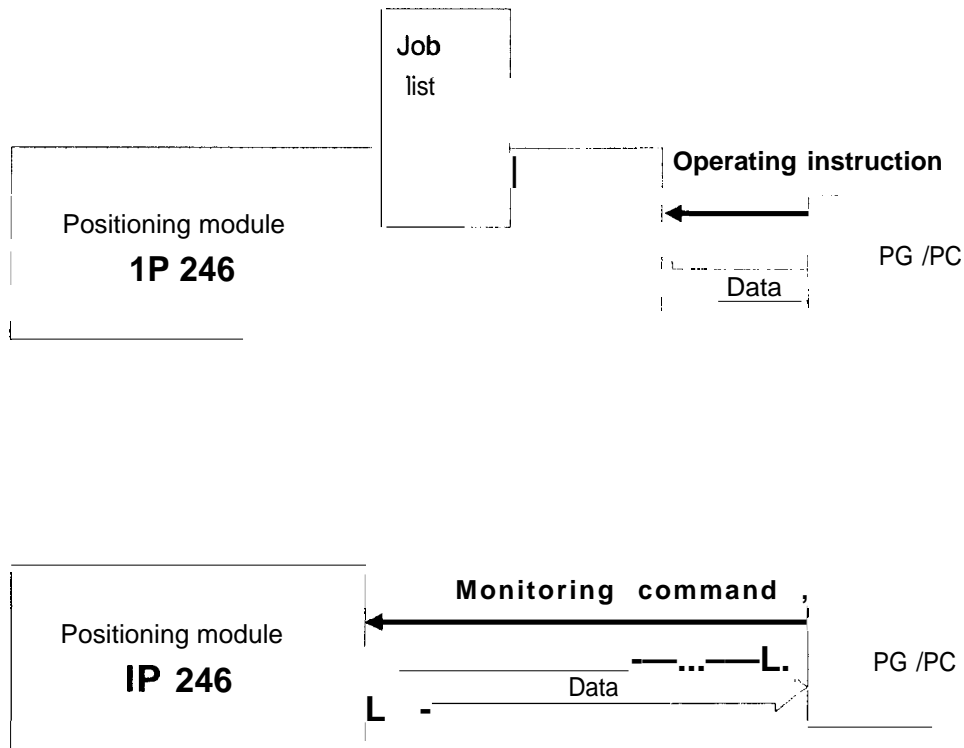 Job
list
Operating instruction
Positioning module
1P 246
PG /PC
Data
Monitoring command ,
Positioning module
IP 246
PG /PC
Data